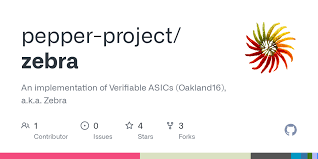 pepper-project/
zebra
An implementation of Verifiable ASICs (Oakland16),
a.k.a. Zebra
1 0 4 3
Contributor Issues Stars Forks